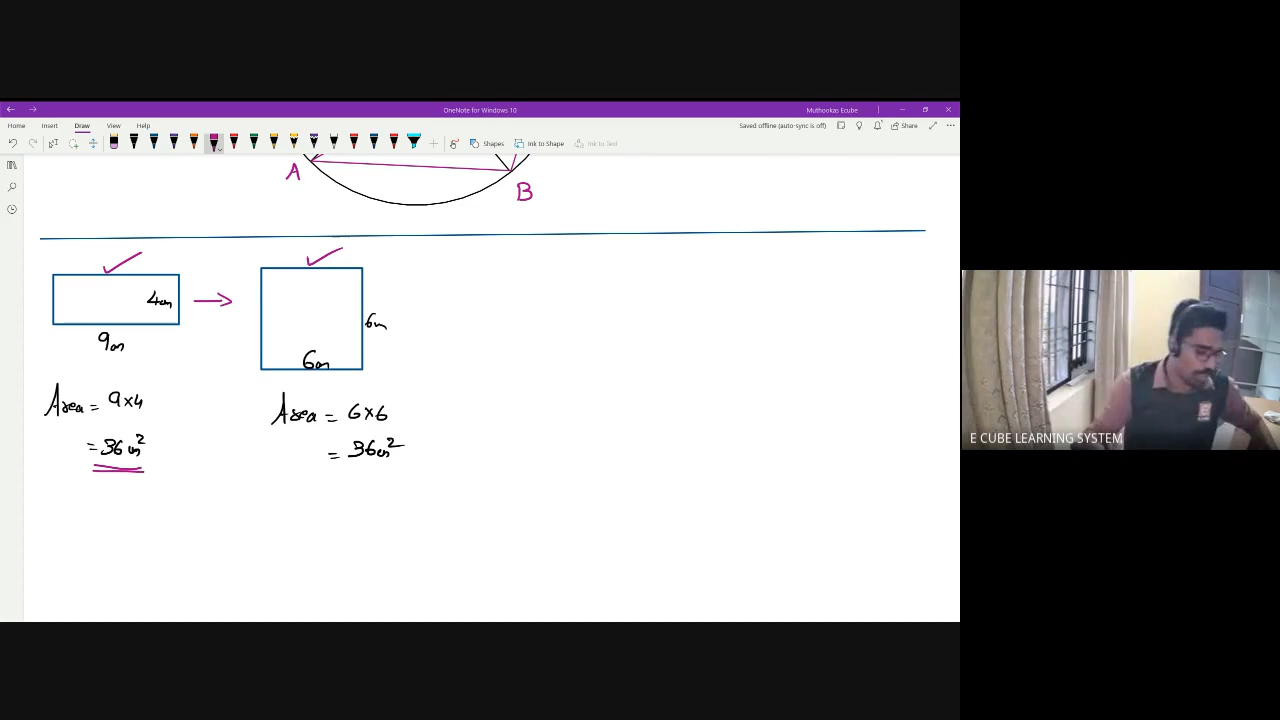 OneNote for Windows 10
Muthookas Ecube
Home Insert Draw View Help
Saved offline (auto-sync is off)
Share
Shapes
Ink to Shape
Ink to Text
A
B
4cm
9cm
6cm
6cm
Area = 9×4
= 36cm²
Area = 6×6
= 36cm²
E CUBE LEARNING SYSTEM